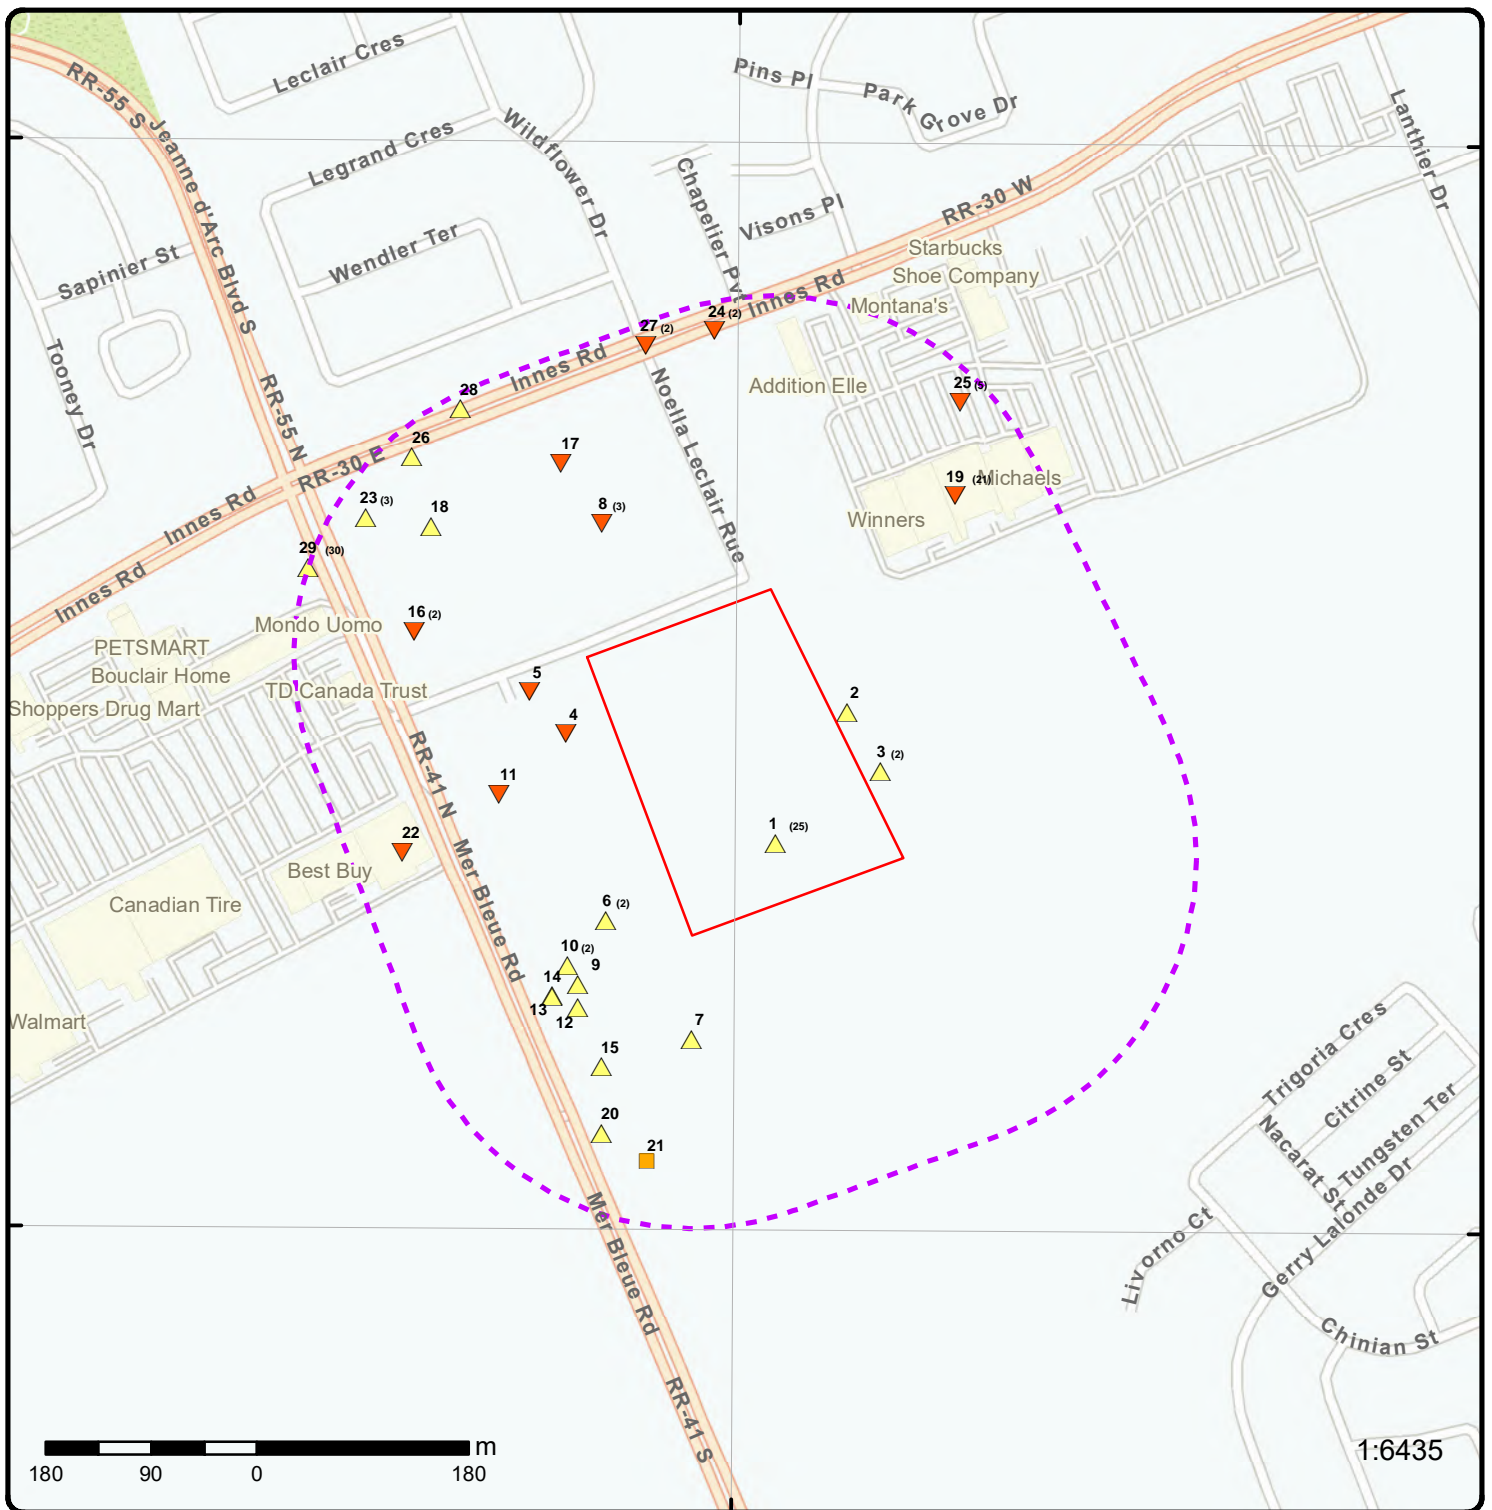 Leclair Cres
Pins Pl
Park Grove Dr
RR-55 S
Lanthier Dr
Jeanne d'Arc Blvd S
Legrand Cres
Wildflower Dr
Chapelier Pvt
RR-30 W
Visons Pl
Sapinier St
Wendler Ter
Starbucks
Shoe Company
Innes Rd
Montana's
24 (2)
27 (2)
Tooney Dr
Innes Rd
Addition Elle
25 (5)
28
RR-55 N
Noella Leclair Rue
26
17
RR-30 E
19 (21)
Michaels
Innes Rd
23 (3)
18
8 (3)
Winners
29 (30)
Innes Rd
16 (2)
Mondo Uomo
PETSMART
Bouclair Home
5
TD Canada Trust
2
Shoppers Drug Mart
4
RR-41 N
3 (2)
11
1 (25)
22
Mer Bleue Rd
Best Buy
Canadian Tire
6 (2)
10 (2)
9
14
13
12
Walmart
7
15
Trigoria Cres
Citrine St
20
Nacarat St
Tungsten Ter
21
Gerry Lalonde Dr
Mer Bleue Rd
Livorno Ct
Chinian St
RR-41 S
m
180 90 0 180
1:6435